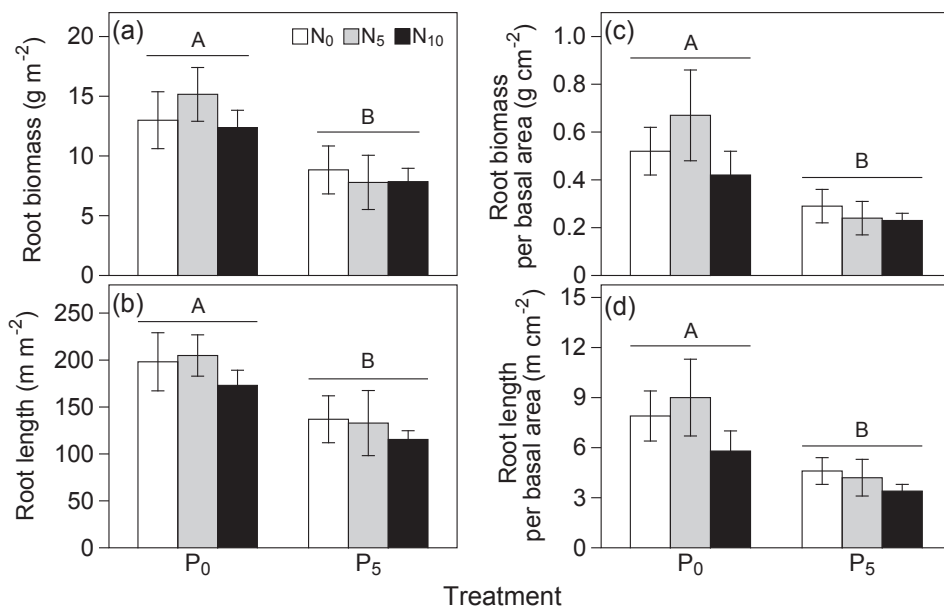 (a)
N₀ N₅ N₁₀
A
B
Root biomass (g m⁻²)
20
15
10
5
0
(b)
A
B
Root length (m m⁻²)
250
200
150
100
50
0
P₀ P₅
(c)
A
B
Root biomass
per basal area (g cm⁻²)
1.0
0.8
0.6
0.4
0.2
0
(d)
A
B
Root length
per basal area (m cm⁻²)
15
12
9
6
3
0
P₀ P₅
Treatment